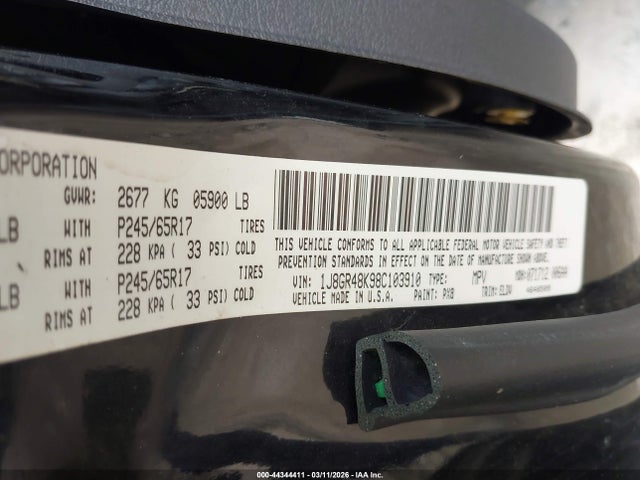 CORPORATION
GVWR: 2677 KG 05900 LB
LB WITH P245/65R17 TIRES
RIMS AT 228 KPA ( 33 PSI) COLD
LB WITH P245/65R17 TIRES
RIMS AT 228 KPA ( 33 PSI) COLD
THIS VEHICLE CONFORMS TO ALL APPLICABLE FEDERAL MOTOR VEHICLE SAFETY AND THEFT
PREVENTION STANDARDS IN EFFECT ON THE DATE OF MANUFACTURE SHOWN ABOVE.
VIN: 1J8GR48K98C103910 TYPE: MPV MDH:
VEHICLE MADE IN U.S.A. PAINT: PXB TRIM:
000-44344411 - 03/11/2026 - IAA Inc.